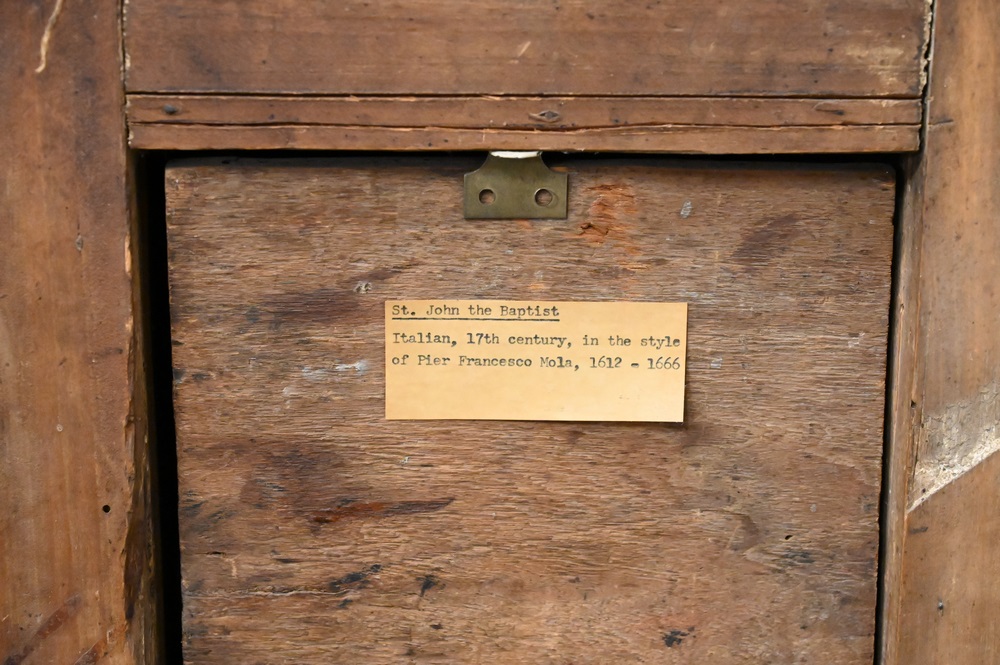 St. John the Baptist
Italian, 17th century, in the style
of Pier Francesco Mola, 1612 - 1666